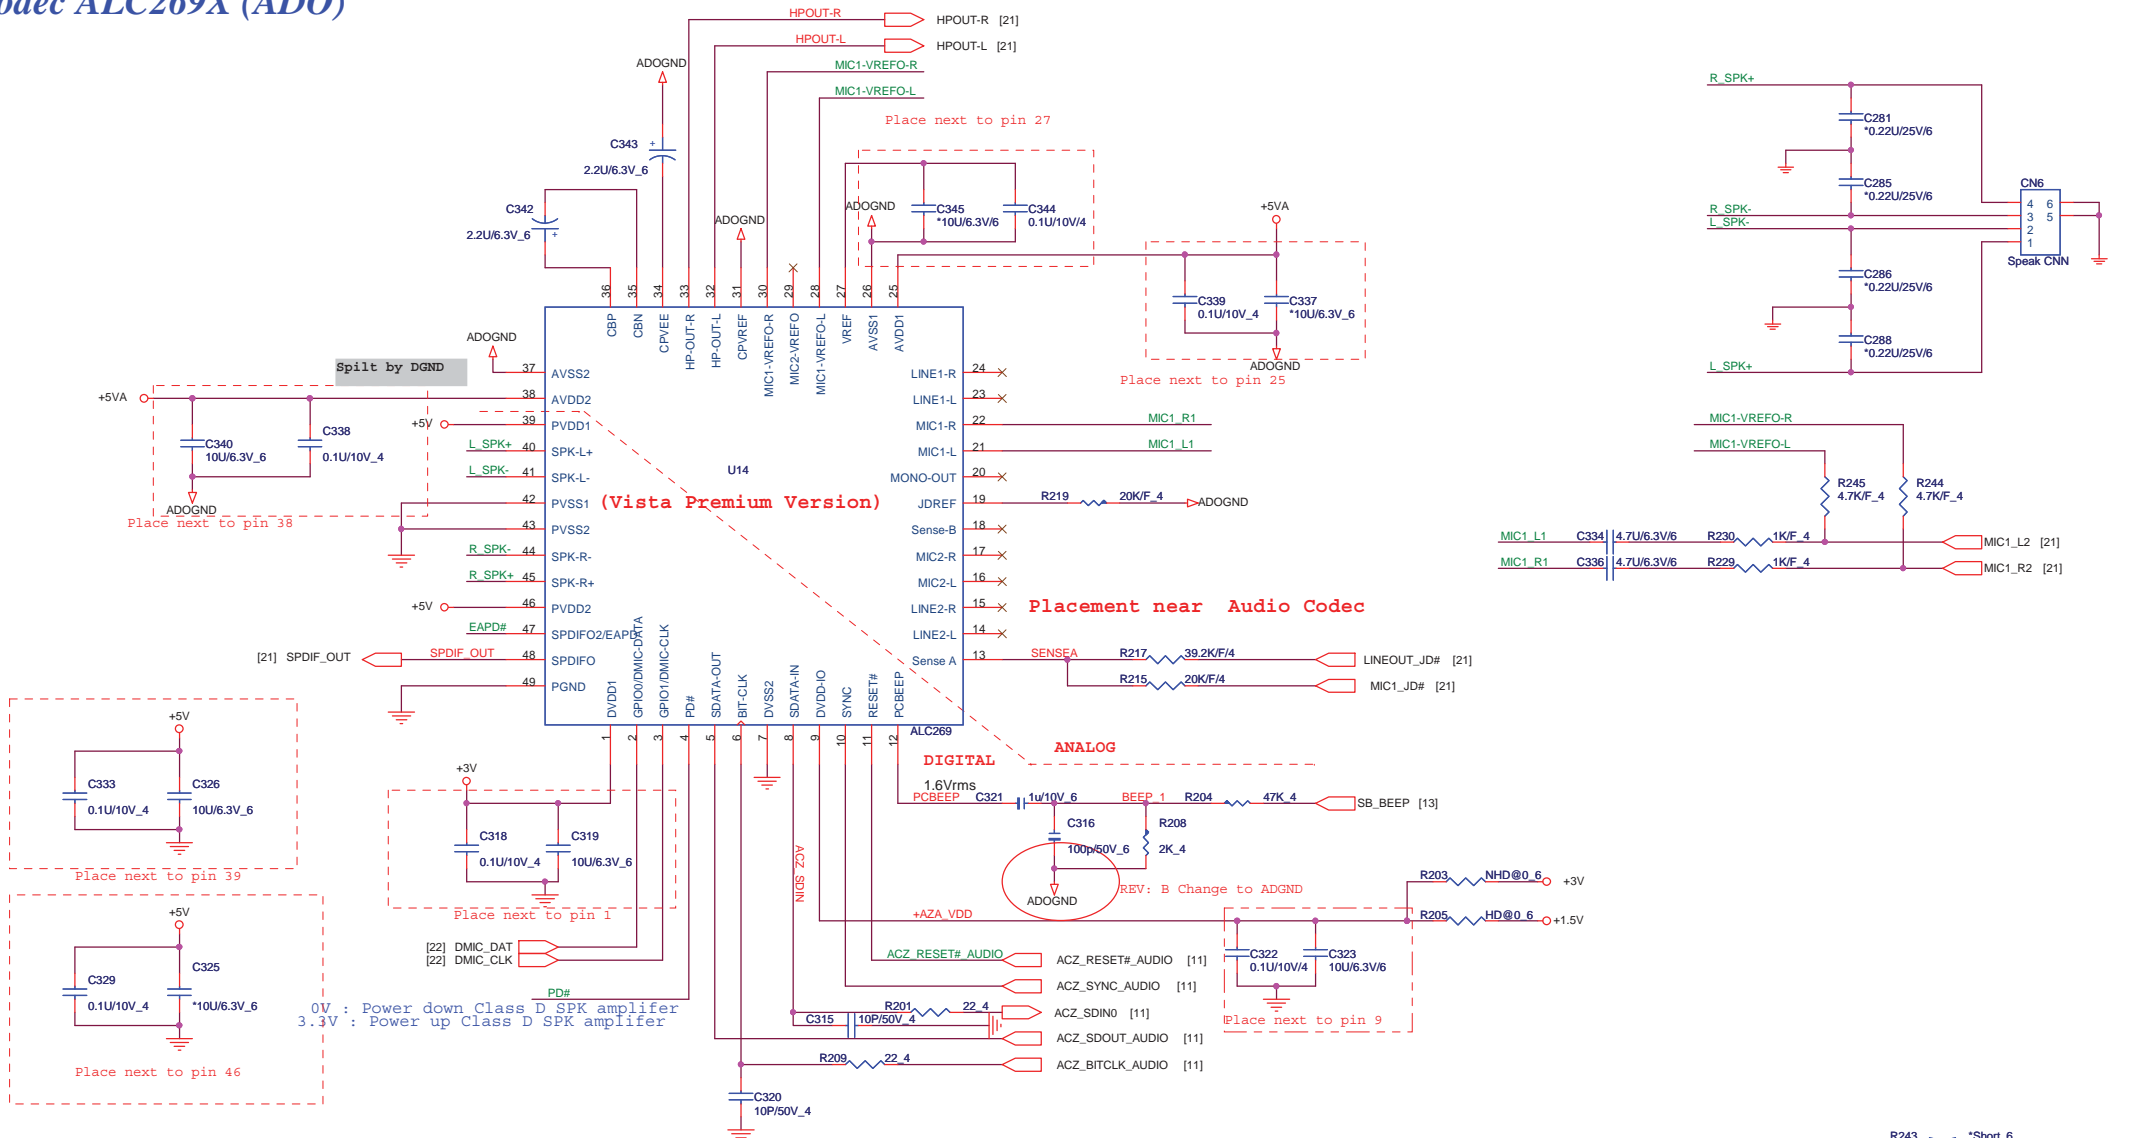 odec ALC269X (ADO)
HPOUT-R
HPOUT-R [21]
HPOUT-L
HPOUT-L [21]
MIC1-VREFO-R
MIC1-VREFO-L
Place next to pin 27
ADOGND
C343
+
2.2U/6.3V_6
C342
2.2U/6.3V_6
+
ADOGND
ADOGND
C345
*10U/6.3V/6
C344
0.1U/10V/4
+5VA
C339
0.1U/10V_4
C337
*10U/6.3V_6
ADOGND
Place next to pin 25
R_SPK+
C281
*0.22U/25V/6
C285
*0.22U/25V/6
R_SPK-
L_SPK-
C286
*0.22U/25V/6
C288
*0.22U/25V/6
L_SPK+
CN6
4 6
3 5
2
1
Speak CNN
36 35 34 33 32 31 30 29 28 27 26 25
CBP
CBN
CPVEE
HP-OUT-R
HP-OUT-L
CPVREF
MIC1-VREFO-R
MIC2-VREFO
MIC1-VREFO-L
VREF
AVSS1
AVDD1
ADOGND
Spilt by DGND
+5VA
C340
10U/6.3V_6
C338
0.1U/10V_4
ADOGND
Place next to pin 38
37 AVSS2
38 AVDD2
+5V 39 PVDD1
L_SPK+ 40 SPK-L+
L_SPK- 41 SPK-L-
42 PVSS1
43 PVSS2
R_SPK- 44 SPK-R-
R_SPK+ 45 SPK-R+
+5V 46 PVDD2
EAPD# 47 SPDIFO2/EAPD
[21] SPDIF_OUT SPDIF_OUT 48 SPDIFO
49 PGND
U14
(Vista Premium Version)
LINE1-R 24
LINE1-L 23
MIC1-R 22 MIC1_R1
MIC1-L 21 MIC1_L1
MONO-OUT 20
JDREF 19 R219 20K/F_4 ADOGND
Sense-B 18
MIC2-R 17
MIC2-L 16
LINE2-R 15
LINE2-L 14
Sense A 13 SENSEA
Placement near Audio Codec
R217 39.2K/F/4 LINEOUT_JD# [21]
R215 20K/F/4 MIC1_JD# [21]
MIC1-VREFO-R
MIC1-VREFO-L
R245
4.7K/F_4
R244
4.7K/F_4
MIC1_L1 C334 4.7U/6.3V/6 R230 1K/F_4 MIC1_L2 [21]
MIC1_R1 C336 4.7U/6.3V/6 R229 1K/F_4 MIC1_R2 [21]
DVDD1
GPIO0/DMIC-DATA
GPIO1/DMIC-CLK
PD#
SDATA-OUT
BIT-CLK
DVSS2
SDATA-IN
DVDD-IO
SYNC
RESET#
PCBEEP
1 2 3 4 5 6 7 8 9 10 11 12
ALC269
DIGITAL
ANALOG
1.6Vrms
PCBEEP C321 1u/10V_6 BEEP_1 R204 47K_4 SB_BEEP [13]
C316
100p/50V_6
R208
2K_4
ADOGND
REV: B Change to ADGND
+5V
C333
0.1U/10V_4
C326
10U/6.3V_6
Place next to pin 39
+5V
C329
0.1U/10V_4
C325
*10U/6.3V_6
Place next to pin 46
+3V
C318
0.1U/10V_4
C319
10U/6.3V_6
Place next to pin 1
[22] DMIC_DAT
[22] DMIC_CLK
PD#
0V : Power down Class D SPK amplifer
3.3V : Power up Class D SPK amplifer
ACZ_SDIN
+AZA_VDD
R203 NHD@0_6 +3V
R205 HD@0_6 +1.5V
C322
0.1U/10V/4
C323
10U/6.3V/6
Place next to pin 9
ACZ_RESET#_AUDIO ACZ_RESET#_AUDIO [11]
ACZ_SYNC_AUDIO [11]
R201 22_4 ACZ_SDIN0 [11]
C315 10P/50V_4
ACZ_SDOUT_AUDIO [11]
R209 22_4 ACZ_BITCLK_AUDIO [11]
C320
10P/50V_4
R243 *Short_6